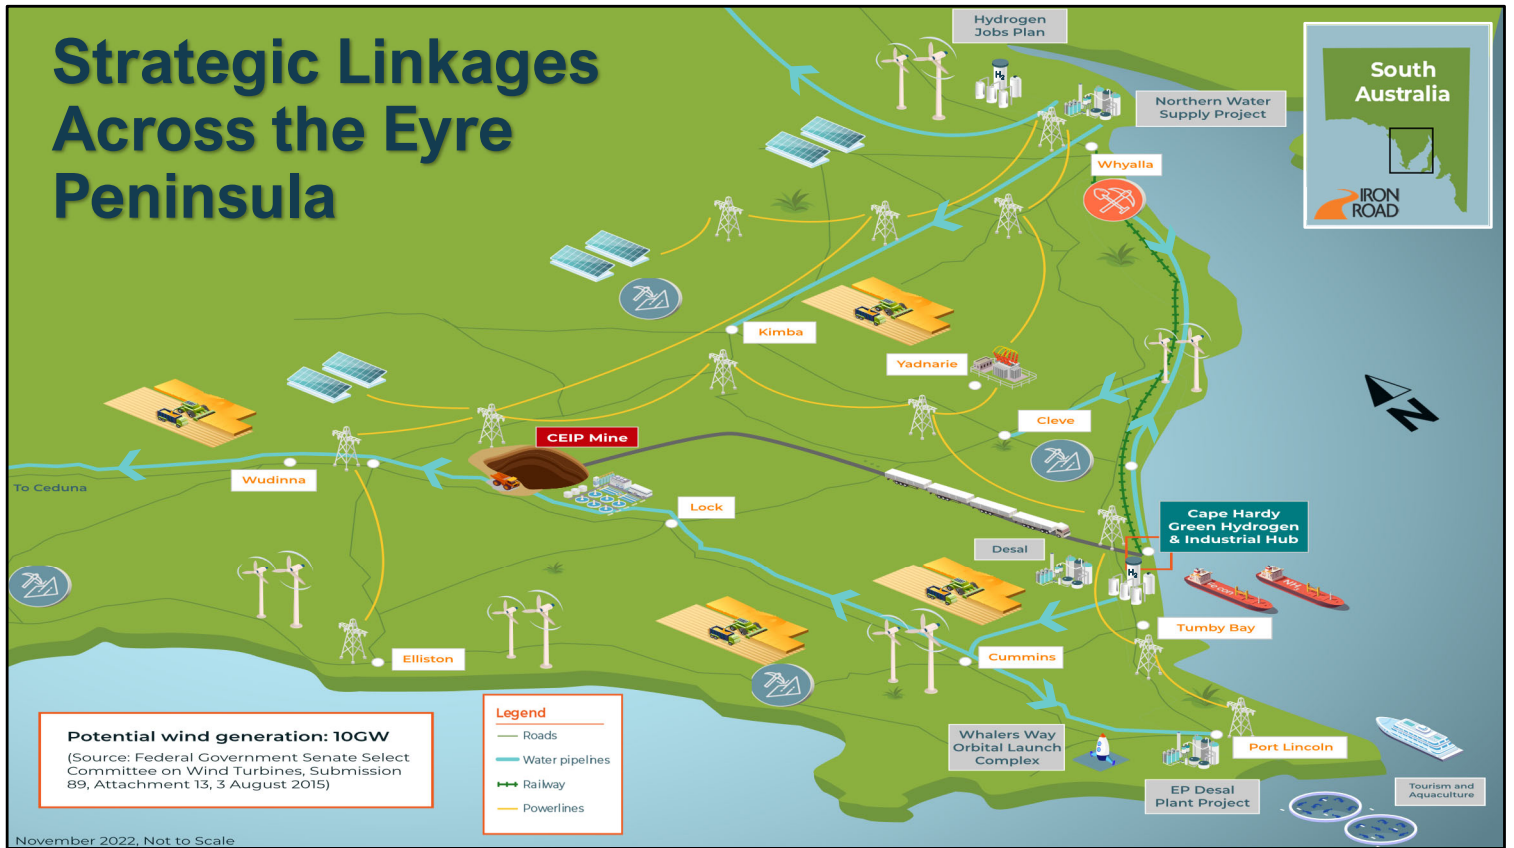 Strategic Linkages
Across the Eyre
Peninsula
Hydrogen
Jobs Plan
H₂
Northern Water
Supply Project
Whyalla
South
Australia
IRON
ROAD
Kimba
Yadnarie
Cleve
N
CEIP Mine
Wudinna
To Ceduna
Lock
Cape Hardy
Green Hydrogen
& Industrial Hub
Desal
H₂
NH₃
Tumby Bay
Elliston
Cummins
Legend
Roads
Water pipelines
Railway
Powerlines
Potential wind generation: 10GW
(Source: Federal Government Senate Select
Committee on Wind Turbines, Submission
89, Attachment 13, 3 August 2015)
Whalers Way
Orbital Launch
Complex
Port Lincoln
EP Desal
Plant Project
Tourism and
Aquaculture
November 2022, Not to Scale